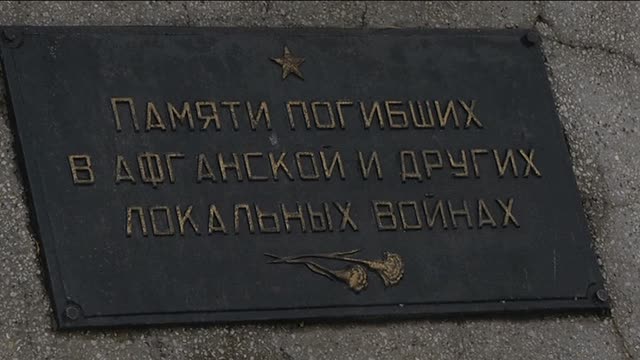 Памяти погибших
в афганской и других
локальных войнах